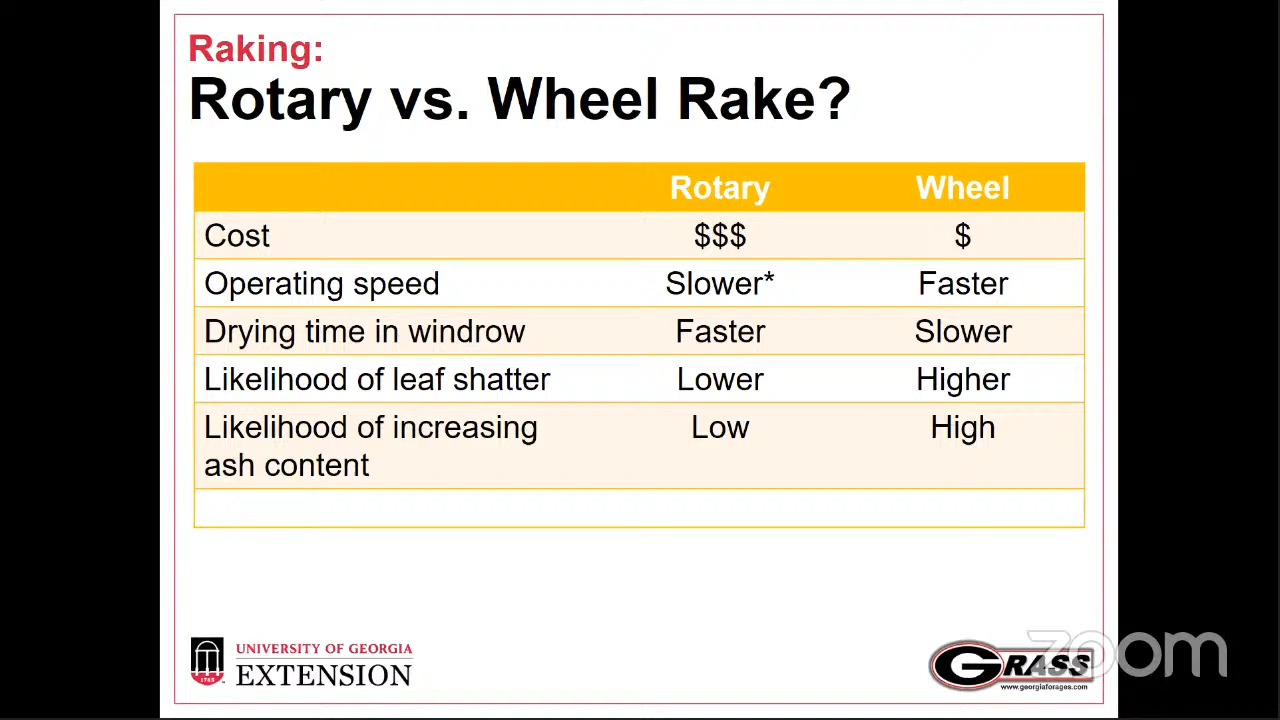 Raking:
Rotary vs. Wheel Rake?
Rotary Wheel
Cost $$$ $
Operating speed Slower* Faster
Drying time in windrow Faster Slower
Likelihood of leaf shatter Lower Higher
Likelihood of increasing Low High
ash content
1785
UNIVERSITY OF GEORGIA
EXTENSION
GRASS
www.georgiaforages.com
zoom